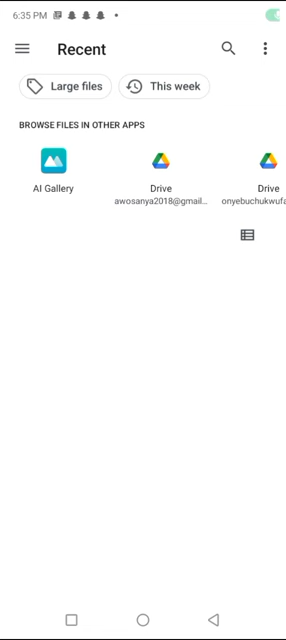 6:35 PM
Recent
Large files
This week
BROWSE FILES IN OTHER APPS
AI Gallery
Drive
awosanya2018@gmail...
Drive
onyebuchukwufa